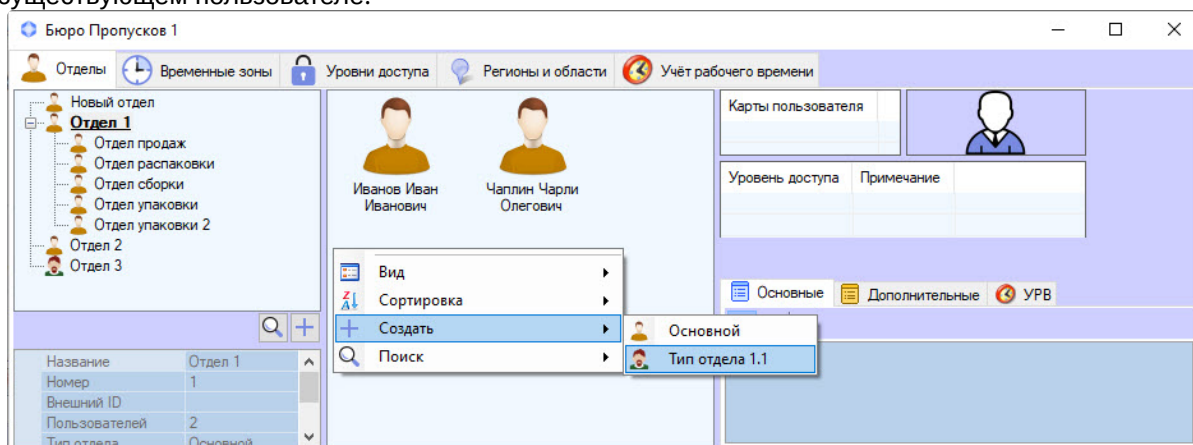 существующем пользователе.
Бюро Пропусков 1
Отделы
Временные зоны
Уровни доступа
Регионы и области
Учёт рабочего времени
Новый отдел
Отдел 1
Отдел продаж
Отдел распаковки
Отдел сборки
Отдел упаковки
Отдел упаковки 2
Отдел 2
Отдел 3
Название Отдел 1
Номер 1
Внешний ID
Пользователей 2
Тип отдела Основной
Иванов Иван
Иванович
Чаплин Чарли
Олегович
Вид
Сортировка
Создать
Поиск
Основной
Тип отдела 1.1
Карты пользователя
Уровень доступа Примечание
Основные
Дополнительные
УРВ